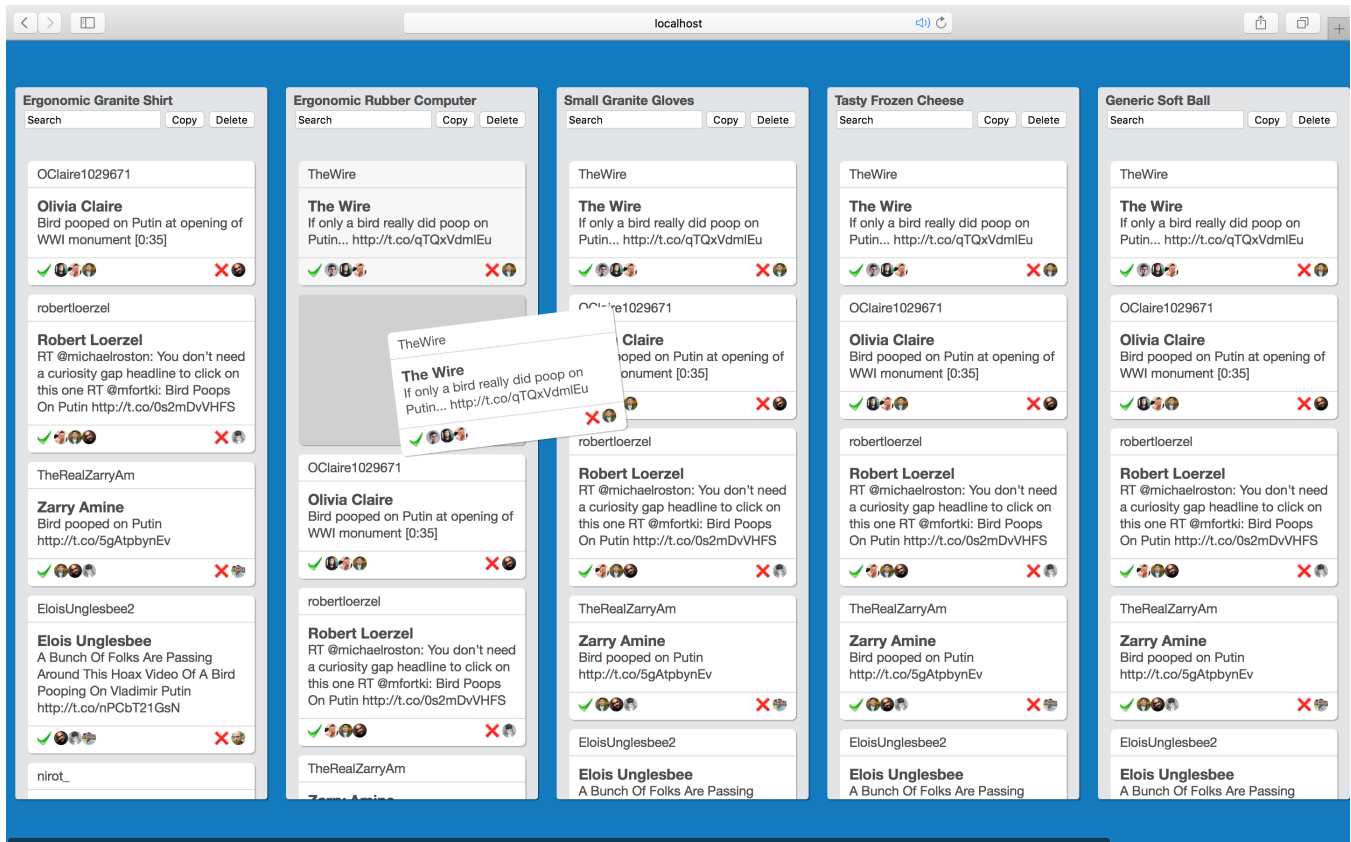 localhost
Ergonomic Granite Shirt
Search Copy Delete
OClaire1029671
Olivia Claire
Bird pooped on Putin at opening of
WWI monument [0:35]
robertloerzel
Robert Loerzel
RT @michaelroston: You don't need
a curiosity gap headline to click on
this one RT @mfortki: Bird Poops
On Putin http://t.co/0s2mDvVHFS
TheRealZarryAm
Zarry Amine
Bird pooped on Putin
http://t.co/5gAtpbynEv
EloisUnglesbee2
Elois Unglesbee
A Bunch Of Folks Are Passing
Around This Hoax Video Of A Bird
Pooping On Vladimir Putin
http://t.co/nPCbT21GsN
nirot_
Ergonomic Rubber Computer
Search Copy Delete
TheWire
The Wire
If only a bird really did poop on
Putin... http://t.co/qTQxVdmlEu
TheWire
The Wire
If only a bird really did poop on
Putin... http://t.co/qTQxVdmlEu
OClaire1029671
Olivia Claire
Bird pooped on Putin at opening of
WWI monument [0:35]
robertloerzel
Robert Loerzel
RT @michaelroston: You don't need
a curiosity gap headline to click on
this one RT @mfortki: Bird Poops
On Putin http://t.co/0s2mDvVHFS
TheRealZarryAm
Zarry Amine
Small Granite Gloves
Search Copy Delete
TheWire
The Wire
If only a bird really did poop on
Putin... http://t.co/qTQxVdmlEu
OClaire1029671
Claire
pooped on Putin at opening of
monument [0:35]
robertloerzel
Robert Loerzel
RT @michaelroston: You don't need
a curiosity gap headline to click on
this one RT @mfortki: Bird Poops
On Putin http://t.co/0s2mDvVHFS
TheRealZarryAm
Zarry Amine
Bird pooped on Putin
http://t.co/5gAtpbynEv
EloisUnglesbee2
Elois Unglesbee
A Bunch Of Folks Are Passing
Tasty Frozen Cheese
Search Copy Delete
TheWire
The Wire
If only a bird really did poop on
Putin... http://t.co/qTQxVdmlEu
OClaire1029671
Olivia Claire
Bird pooped on Putin at opening of
WWI monument [0:35]
robertloerzel
Robert Loerzel
RT @michaelroston: You don't need
a curiosity gap headline to click on
this one RT @mfortki: Bird Poops
On Putin http://t.co/0s2mDvVHFS
TheRealZarryAm
Zarry Amine
Bird pooped on Putin
http://t.co/5gAtpbynEv
EloisUnglesbee2
Elois Unglesbee
A Bunch Of Folks Are Passing
Generic Soft Ball
Search Copy Delete
TheWire
The Wire
If only a bird really did poop on
Putin... http://t.co/qTQxVdmlEu
OClaire1029671
Olivia Claire
Bird pooped on Putin at opening of
WWI monument [0:35]
robertloerzel
Robert Loerzel
RT @michaelroston: You don't need
a curiosity gap headline to click on
this one RT @mfortki: Bird Poops
On Putin http://t.co/0s2mDvVHFS
TheRealZarryAm
Zarry Amine
Bird pooped on Putin
http://t.co/5gAtpbynEv
EloisUnglesbee2
Elois Unglesbee
A Bunch Of Folks Are Passing